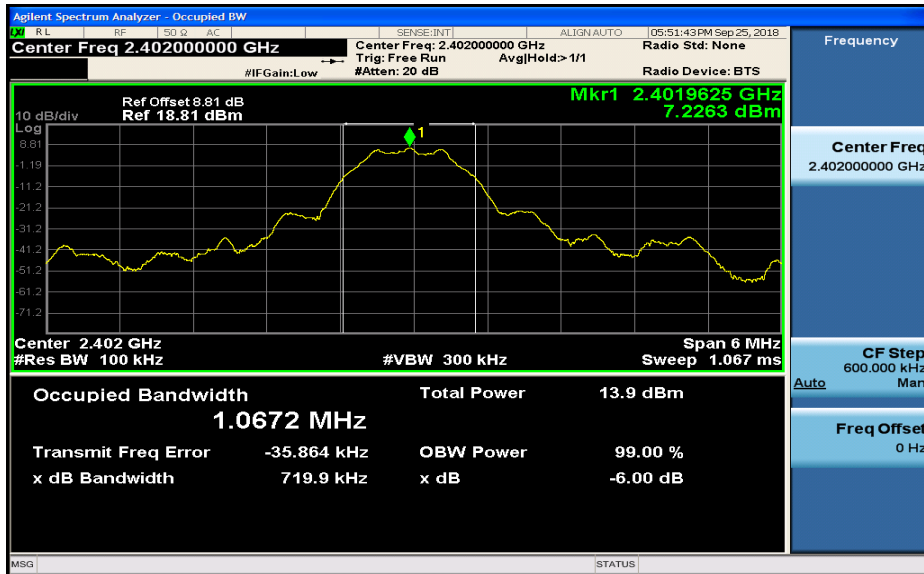 Agilent Spectrum Analyzer - Occupied BW
LXI RL RF 50 Ω AC SENSE:INT ALIGN AUTO 05:51:43 PM Sep 25, 2018
Center Freq 2.402000000 GHz
Center Freq: 2.402000000 GHz
Radio Std: None
Trig: Free Run Avg|Hold:> 1/1
#IFGain:Low #Atten: 20 dB Radio Device: BTS
Mkr1 2.4019625 GHz
7.2263 dBm
Ref Offset 8.81 dB
10 dB/div Ref 18.81 dBm
Log
1
8.81
-1.19
-11.2
-21.2
-31.2
-41.2
-51.2
-61.2
-71.2
Center 2.402 GHz Span 6 MHz
#Res BW 100 kHz #VBW 300 kHz Sweep 1.067 ms
Occupied Bandwidth Total Power 13.9 dBm
1.0672 MHz
Transmit Freq Error -35.864 kHz OBW Power 99.00 %
x dB Bandwidth 719.9 kHz x dB -6.00 dB
MSG STATUS
Frequency
Center Freq
2.402000000 GHz
CF Step
600.000 kHz
Auto Man
Freq Offset
0 Hz